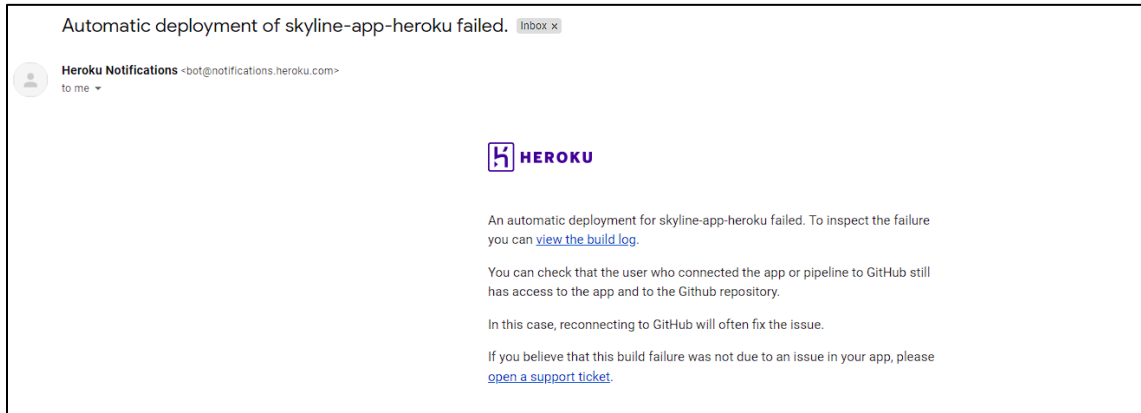 Automatic deployment of skyline-app-heroku failed. Inbox x
Heroku Notifications <bot@notifications.heroku.com>
to me
HEROKU
An automatic deployment for skyline-app-heroku failed. To inspect the failure
you can view the build log.
You can check that the user who connected the app or pipeline to GitHub still
has access to the app and to the Github repository.
In this case, reconnecting to GitHub will often fix the issue.
If you believe that this build failure was not due to an issue in your app, please
open a support ticket.